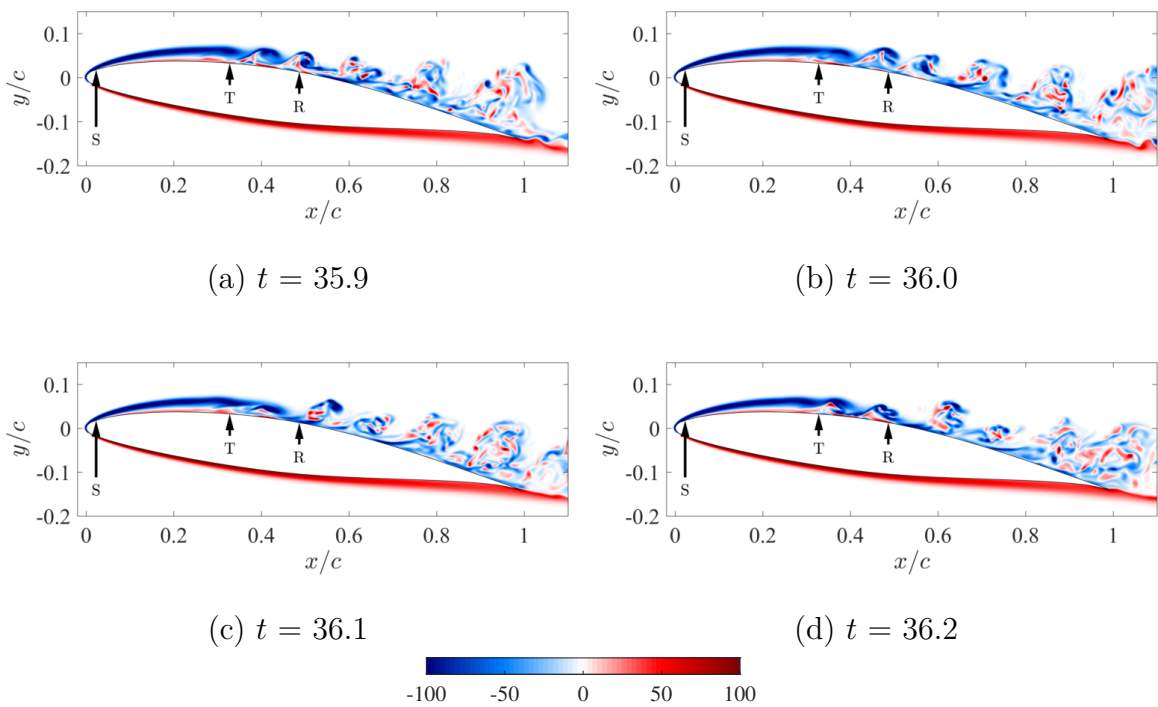 0.1
0
-0.1
-0.2
y/c
S
T
R
0 0.2 0.4 0.6 0.8 1
x/c
(a) t = 35.9
0.1
0
-0.1
-0.2
y/c
S
T
R
0 0.2 0.4 0.6 0.8 1
x/c
(b) t = 36.0
0.1
0
-0.1
-0.2
y/c
S
T
R
0 0.2 0.4 0.6 0.8 1
x/c
(c) t = 36.1
0.1
0
-0.1
-0.2
y/c
S
T
R
0 0.2 0.4 0.6 0.8 1
x/c
(d) t = 36.2
-100 -50 0 50 100